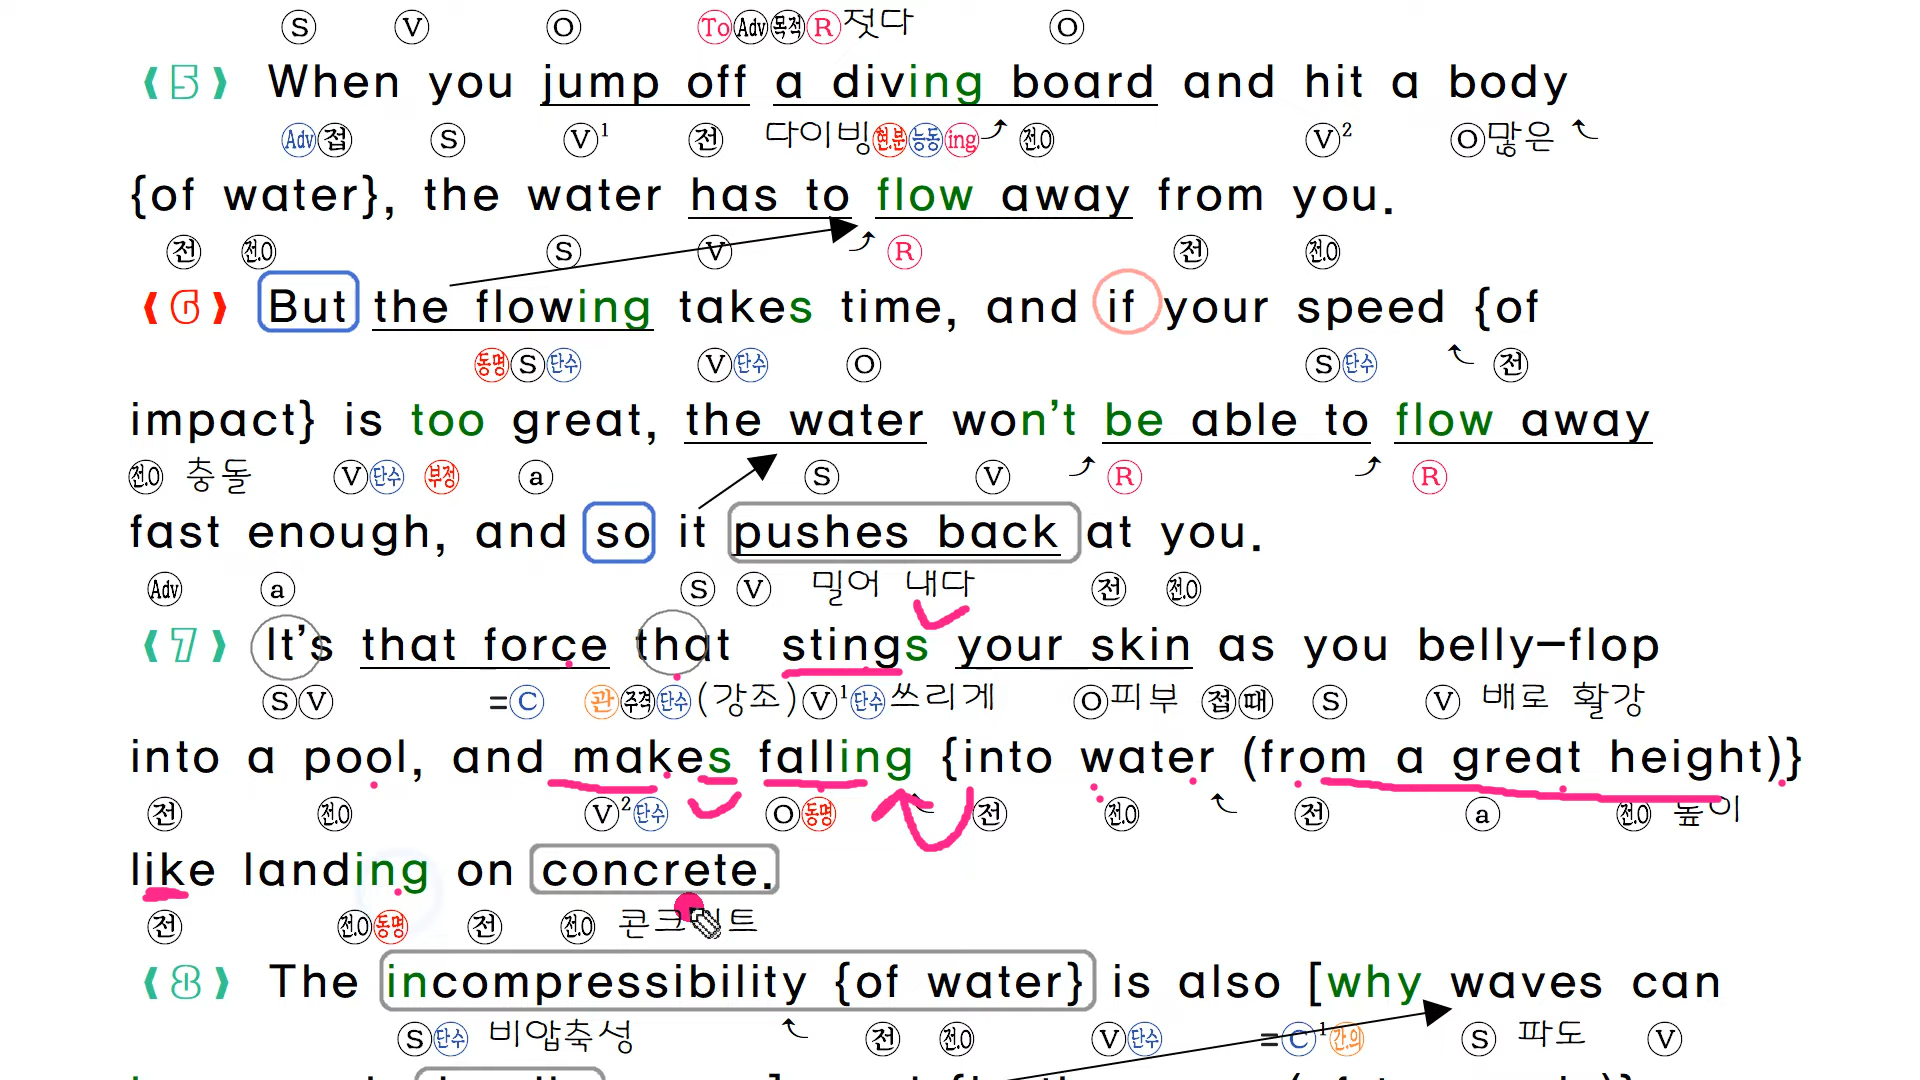 S V O To Adv 목적 R 젓다 O
❨5❩ When you jump off a diving board and hit a body
Adv 접 S V¹ 전 다이빙 현.분 능동 ing 전.O V² O 많은
{of water}, the water has to flow away from you.
전 전.O S V R 전 전.O
❨6❩ But the flowing takes time, and if your speed {of
동명 S 단수 V 단수 O S 단수 전
impact} is too great, the water won't be able to flow away
전.O 충돌 V 단수 부정 a S V R R
fast enough, and so it pushes back at you.
Adv a S V 밀어 내다 전 전.O
❨7❩ It's that force that stings your skin as you belly-flop
S V =C 관 주격 단수 (강조) V¹ 단수 쓰리게 O 피부 접 때 S V 배로 활강
into a pool, and makes falling {into water (from a great height)}
전 전.O V² 단수 O 동명 전 전.O 전 a 전.O 높이
like landing on concrete.
전 전.O 동명 전 전.O
❨8❩ The incompressibility {of water} is also [why waves can
S 단수 비압축성 전 전.O V 단수 =C¹ 간.의 S 파도 V